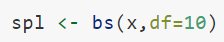 spl <- bs(x,df=10)